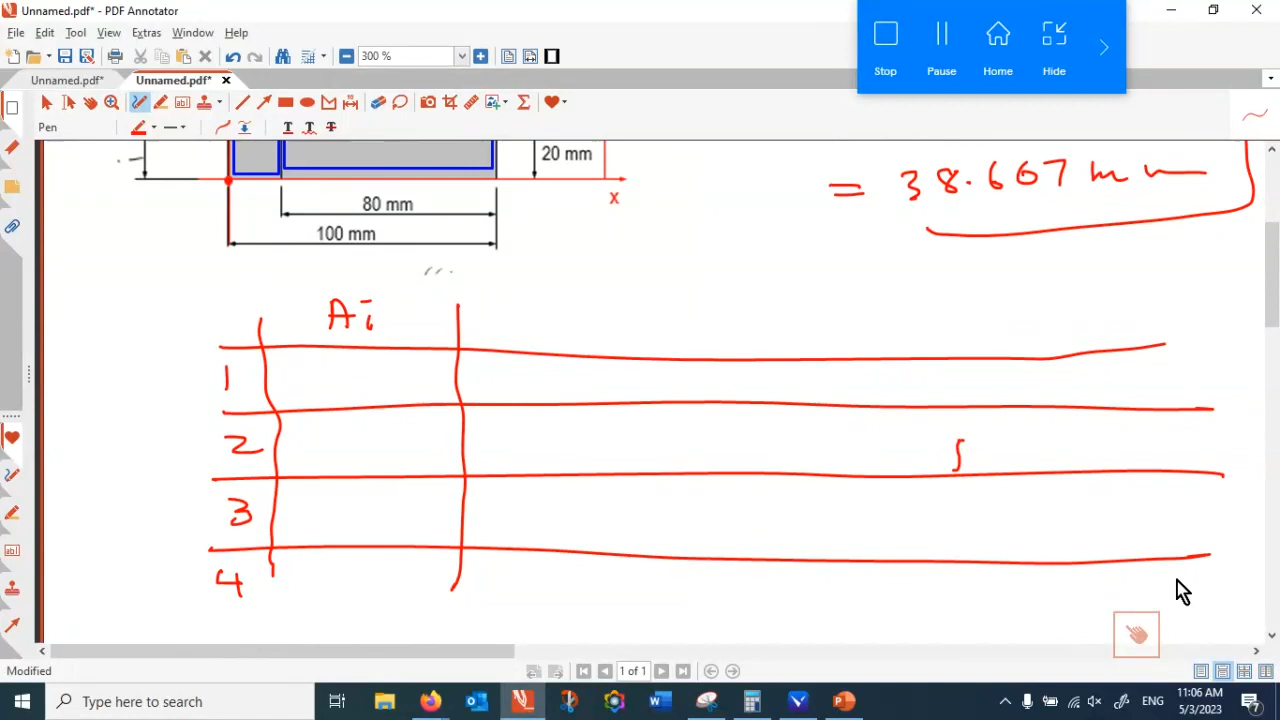 Unnamed.pdf* - PDF Annotator
File Edit Tool View Extras Window Help
300 %
Unnamed.pdf* Unnamed.pdf*
Pen
Stop Pause Home Hide
20 mm
x
80 mm
100 mm
= 38.667 mm
Ai
1
2
3
4
1 of 1
Modified
Type here to search
ENG
11:06 AM
5/3/2023
7